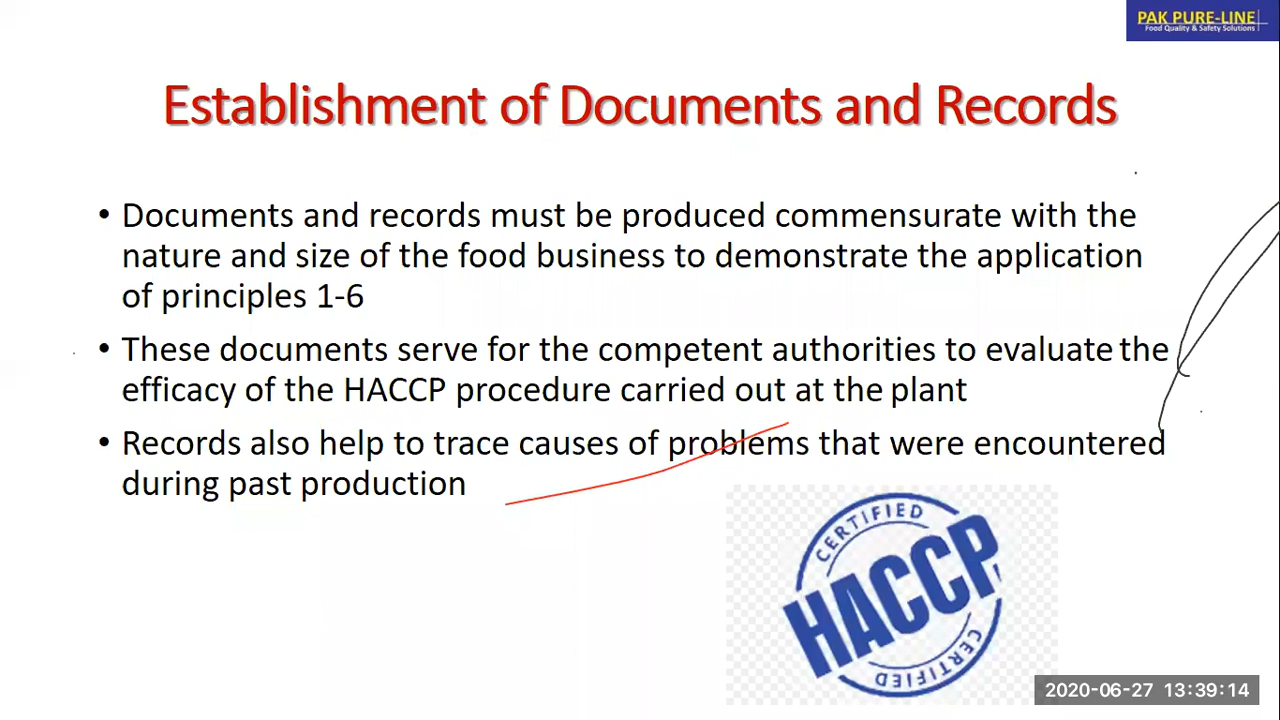 PAK PURE-LINE
Food Quality & Safety Solutions
Establishment of Documents and Records
• Documents and records must be produced commensurate with the
nature and size of the food business to demonstrate the application
of principles 1-6
• These documents serve for the competent authorities to evaluate the
efficacy of the HACCP procedure carried out at the plant
• Records also help to trace causes of problems that were encountered
during past production
CERTIFIED
HACCP
CERTIFIED
2020-06-27 13:39:14